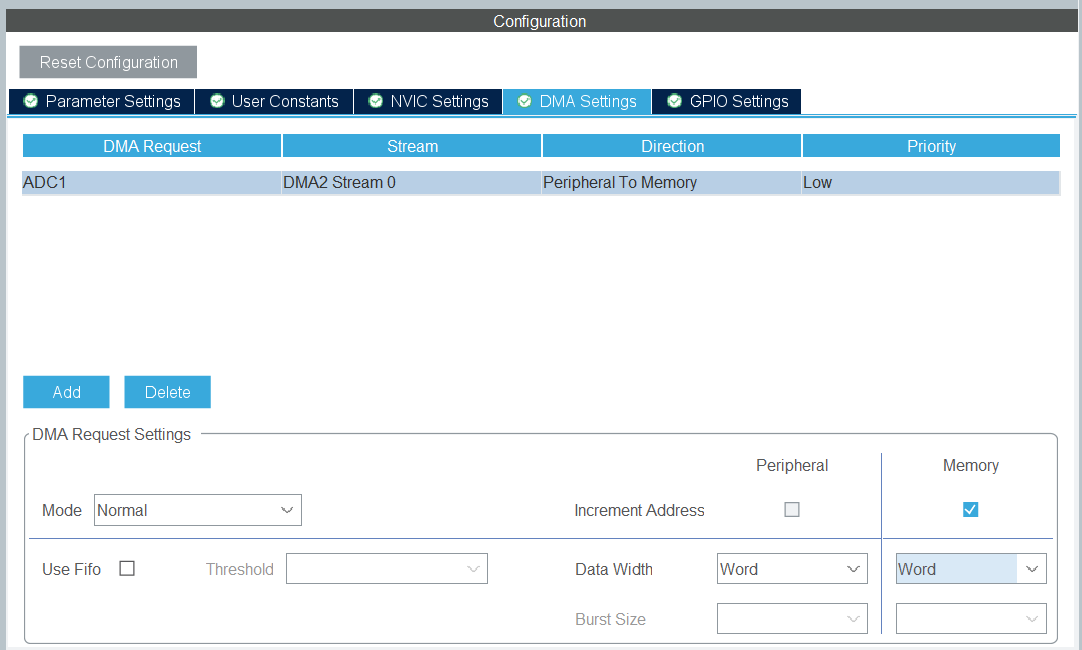 Configuration
Reset Configuration
Parameter Settings User Constants NVIC Settings DMA Settings GPIO Settings
DMA Request Stream Direction Priority
ADC1 DMA2 Stream 0 Peripheral To Memory Low
Add Delete
DMA Request Settings
Peripheral Memory
Mode Normal Increment Address
Use Fifo Threshold Data Width Word Word
Burst Size